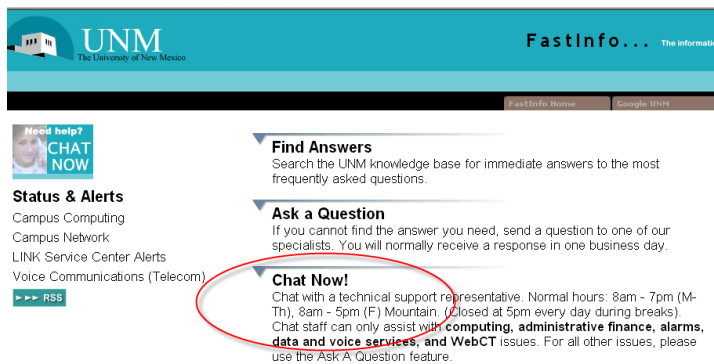 UNM
The University of New Mexico
FastInfo...
The informati
FastInfo Home
Google UNM
Need help?
CHAT
NOW
Status & Alerts
Campus Computing
Campus Network
LINK Service Center Alerts
Voice Communications (Telecom)
►►► RSS
Find Answers
Search the UNM knowledge base for immediate answers to the most
frequently asked questions.
Ask a Question
If you cannot find the answer you need, send a question to one of our
specialists. You will normally receive a response in one business day.
Chat Now!
Chat with a technical support representative. Normal hours: 8am - 7pm (M-
Th), 8am - 5pm (F) Mountain. (Closed at 5pm every day during breaks).
Chat staff can only assist with computing, administrative finance, alarms,
data and voice services, and WebCT issues. For all other issues, please
use the Ask A Question feature.